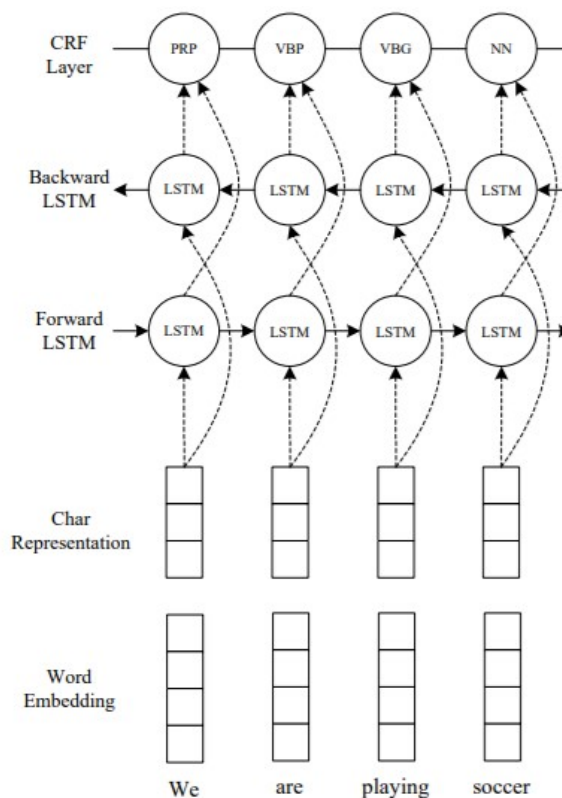 CRF
Layer
PRP VBP VBG NN
Backward
LSTM
LSTM LSTM LSTM LSTM
Forward
LSTM
LSTM LSTM LSTM LSTM
Char
Representation
Word
Embedding
We are playing soccer